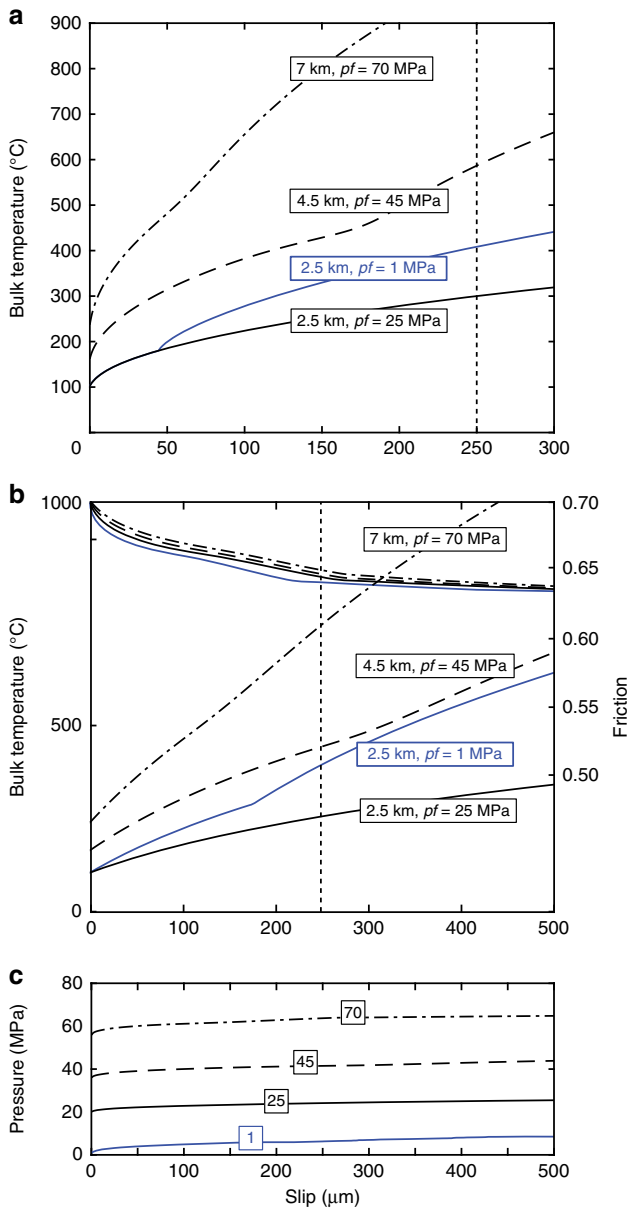 a
900
800
700
600
500
400
300
200
100
0
Bulk temperature (°C)
7 km, pf = 70 MPa
4.5 km, pf = 45 MPa
2.5 km, pf = 1 MPa
2.5 km, pf = 25 MPa
0 50 100 150 200 250 300
b
1000
500
0
Bulk temperature (°C)
7 km, pf = 70 MPa
4.5 km, pf = 45 MPa
2.5 km, pf = 1 MPa
2.5 km, pf = 25 MPa
0.70
0.65
0.60
0.55
0.50
Friction
0 100 200 300 400 500
c
80
60
40
20
0
Pressure (MPa)
70
45
25
1
0 100 200 300 400 500
Slip (μm)